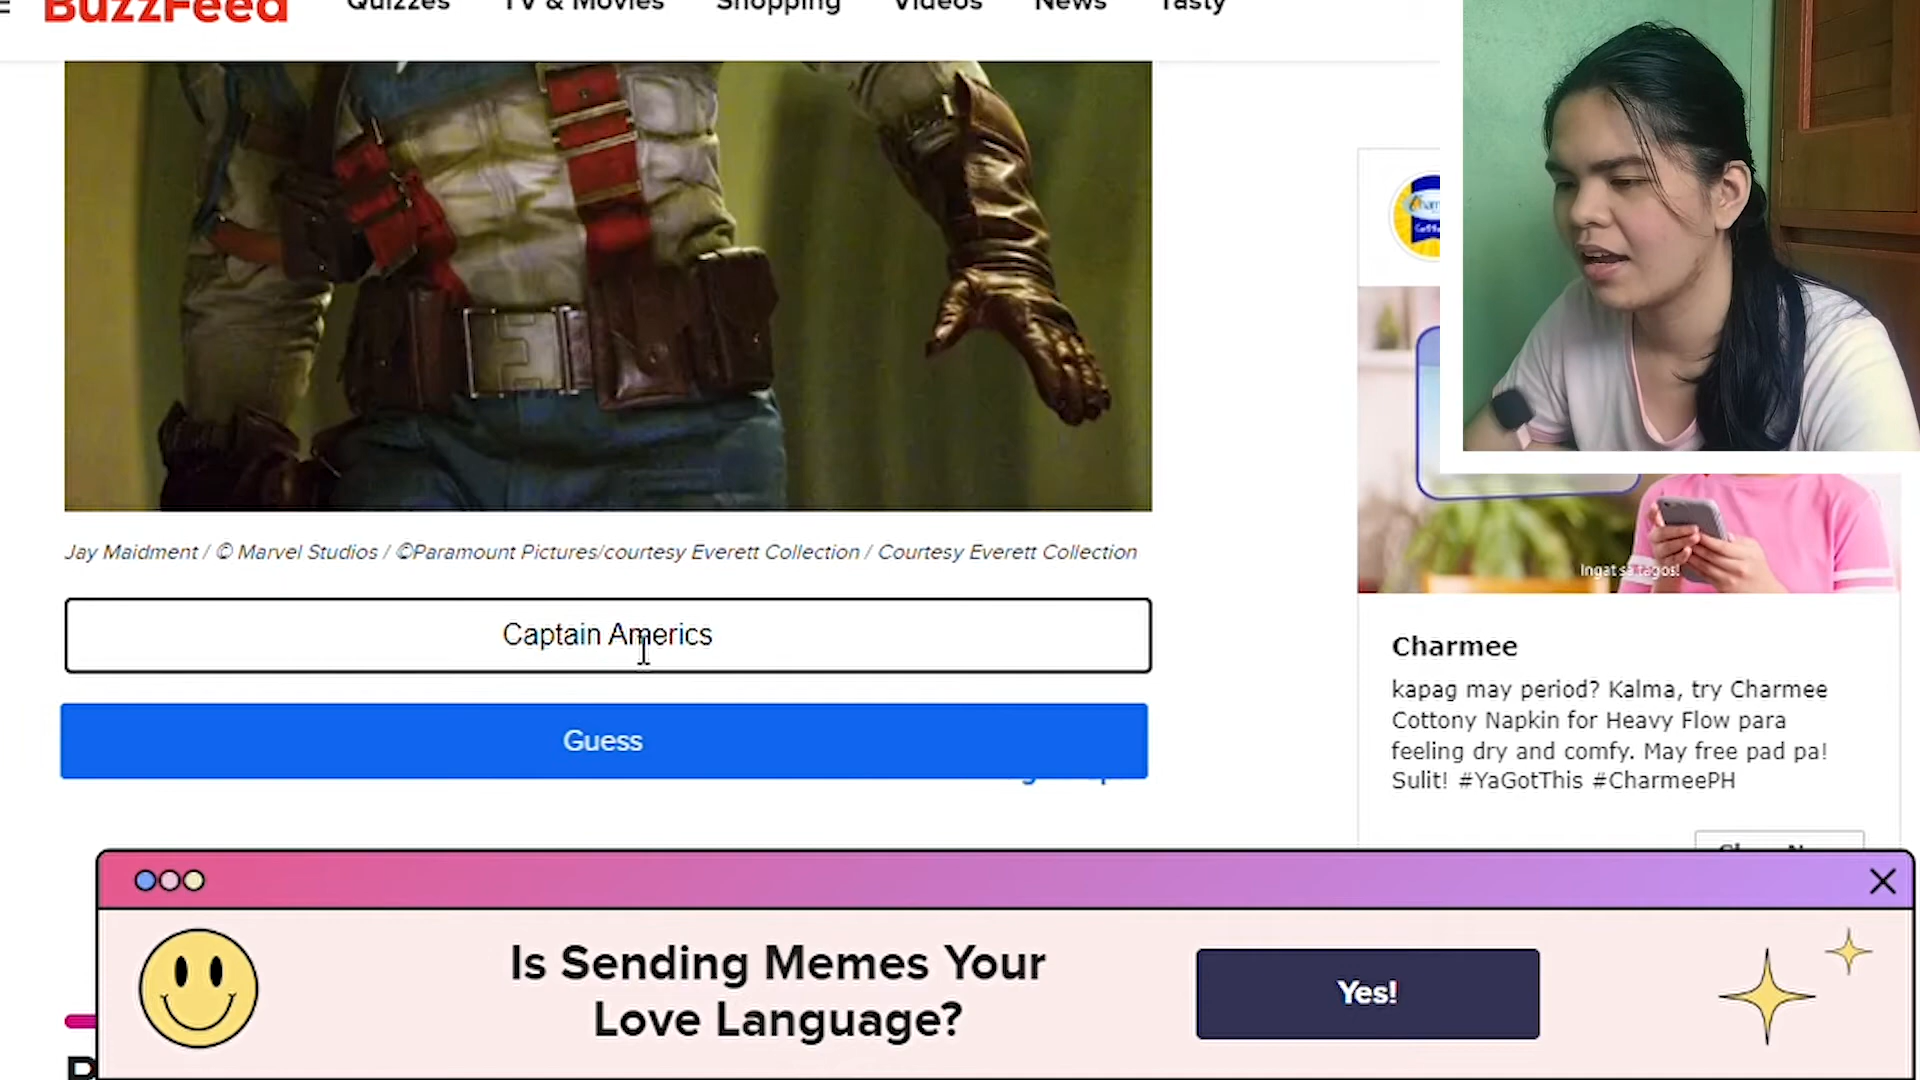 BuzzFeed Quizzes TV & Movies Shopping Videos News Tasty
Jay Maidment / © Marvel Studios / ©Paramount Pictures/courtesy Everett Collection / Courtesy Everett Collection
Captain Americs
Guess
Ingat sa tagos!
Charmee
kapag may period? Kalma, try Charmee
Cottony Napkin for Heavy Flow para
feeling dry and comfy. May free pad pa!
Sulit! #YaGotThis #CharmeePH
Is Sending Memes Your
Love Language?
Yes!